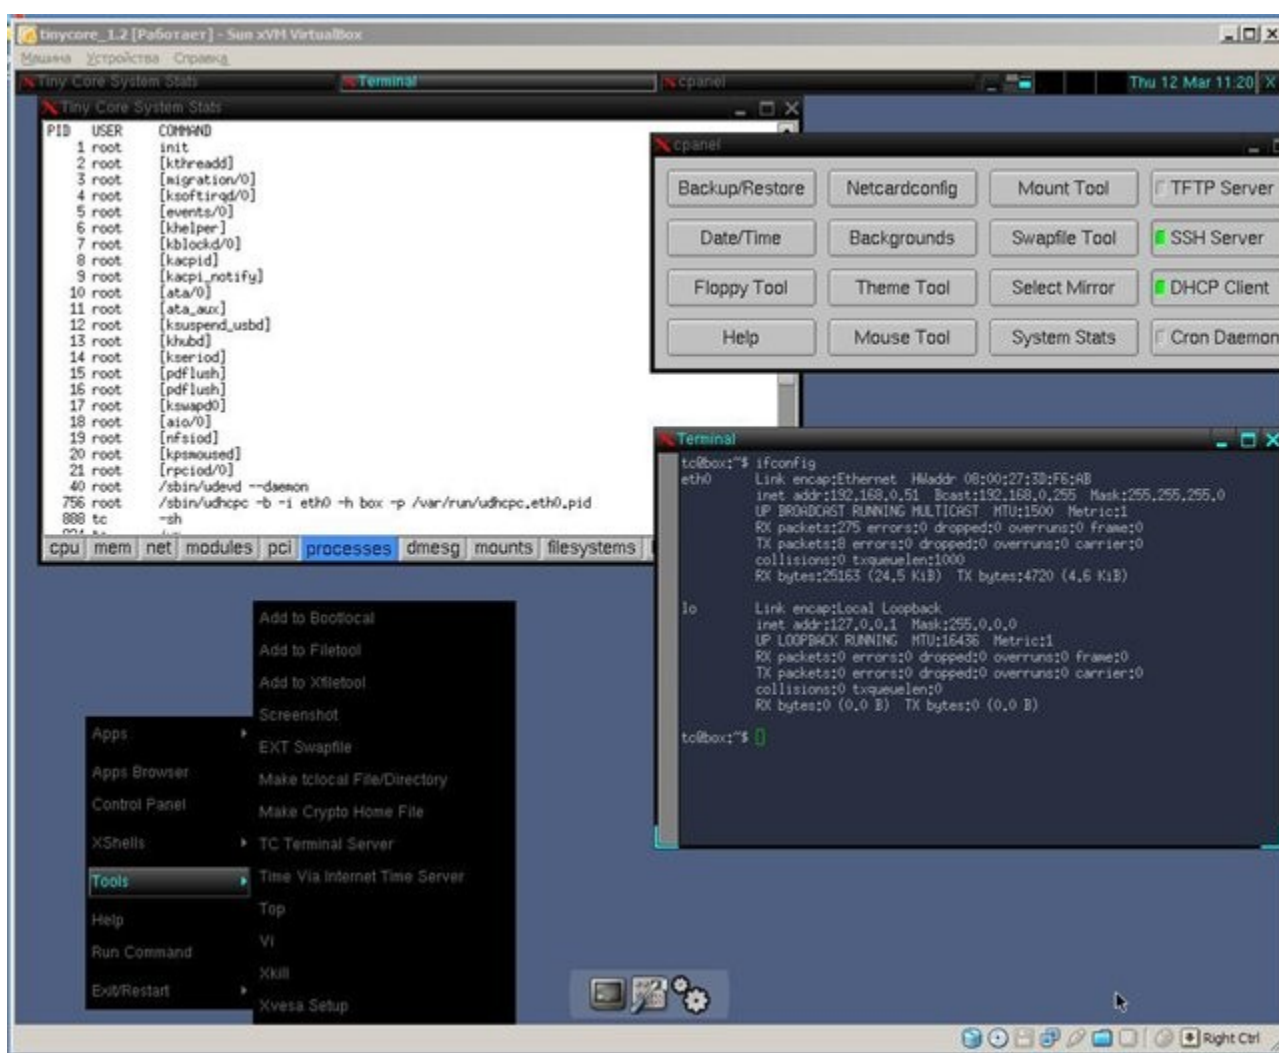 tinycore_1.2 [Работает] - Sun xVM VirtualBox
Машина Устройства Справка
Tiny Core System Stats
Terminal
cpanel
Thu 12 Mar 11:20 X
Tiny Core System Stats
PID USER COMMAND
1 root init
2 root [kthreadd]
3 root [migration/0]
4 root [ksoftirqd/0]
5 root [events/0]
6 root [khelper]
7 root [kblockd/0]
8 root [kacpid]
9 root [kacpi_notify]
10 root [ata/0]
11 root [ata_aux]
12 root [ksuspend_usbd]
13 root [khubd]
14 root [kseriod]
15 root [pdflush]
16 root [pdflush]
17 root [kswapd0]
18 root [aio/0]
19 root [nfsiod]
20 root [kpsmoused]
21 root [rpciod/0]
40 root /sbin/udevd --daemon
756 root /sbin/udhcpc -b -i eth0 -h box -p /var/run/udhcpc.eth0.pid
888 tc -sh
cpu mem net modules pci processes dmesg mounts filesystems
cpanel
Backup/Restore Netcardconfig Mount Tool TFTP Server
Date/Time Backgrounds Swapfile Tool SSH Server
Floppy Tool Theme Tool Select Mirror DHCP Client
Help Mouse Tool System Stats Cron Daemon
Terminal
tc@box:~$ ifconfig
eth0 Link encap:Ethernet HWaddr 08:00:27:3D:F6:AB
inet addr:192.168.0.51 Bcast:192.168.0.255 Mask:255.255.255.0
UP BROADCAST RUNNING MULTICAST MTU:1500 Metric:1
RX packets:275 errors:0 dropped:0 overruns:0 frame:0
TX packets:8 errors:0 dropped:0 overruns:0 carrier:0
collisions:0 txqueuelen:1000
RX bytes:25163 (24.5 KiB) TX bytes:4720 (4.6 KiB)
lo Link encap:Local Loopback
inet addr:127.0.0.1 Mask:255.0.0.0
UP LOOPBACK RUNNING MTU:16436 Metric:1
RX packets:0 errors:0 dropped:0 overruns:0 frame:0
TX packets:0 errors:0 dropped:0 overruns:0 carrier:0
collisions:0 txqueuelen:0
RX bytes:0 (0.0 B) TX bytes:0 (0.0 B)
tc@box:~$
Apps
Apps Browser
Control Panel
XShells
Tools
Help
Run Command
Exit/Restart
Add to Bootlocal
Add to Filetool
Add to Xfiletool
Screenshot
EXT Swapfile
Make tclocal File/Directory
Make Crypto Home File
TC Terminal Server
Time Via Internet Time Server
Top
Vi
Xkill
Xvesa Setup
Right Ctrl